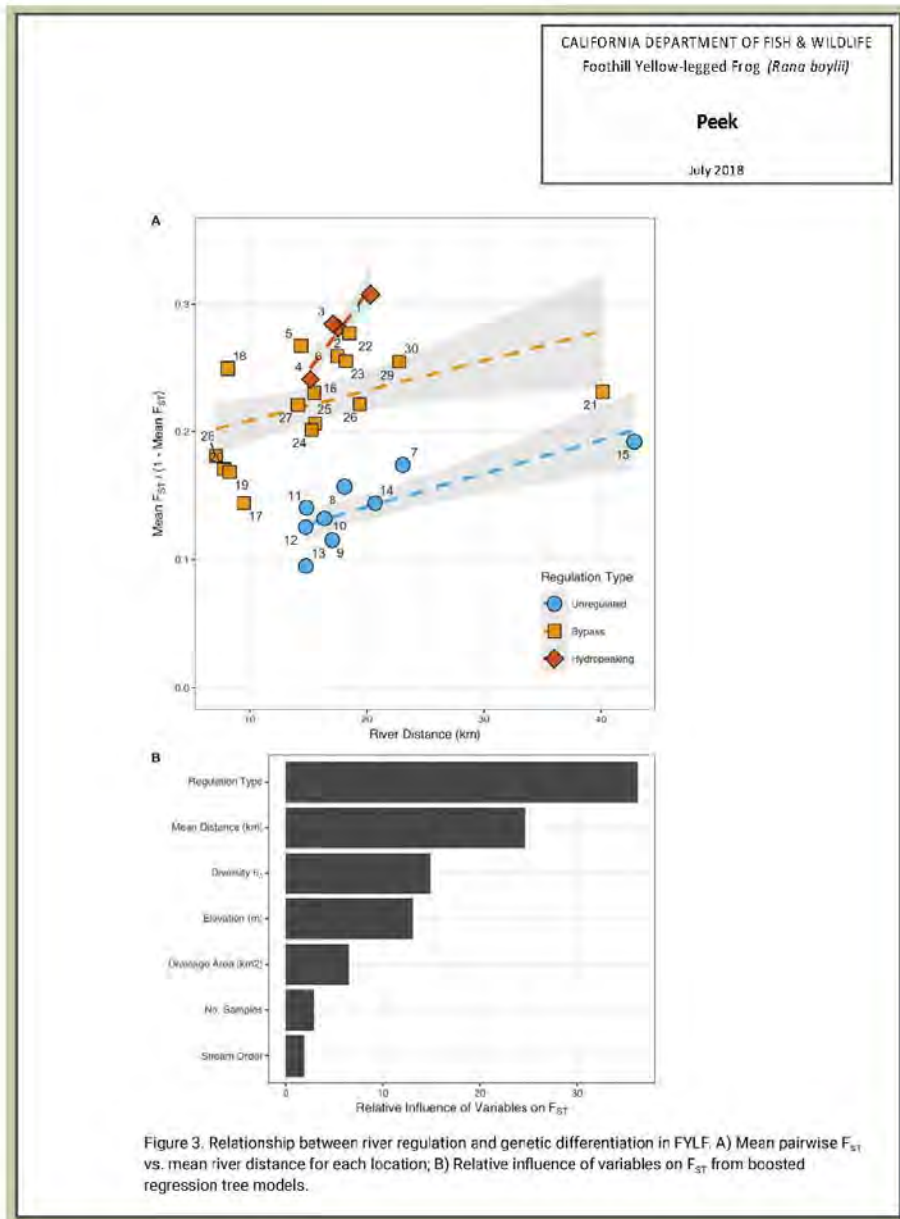 CALIFORNIA DEPARTMENT OF FISH & WILDLIFE
Foothill Yellow-legged Frog (Rana boylii)
Peek
July 2018
A
Mean FST / (1 - Mean FST)
0.3
0.2
0.1
0.0
3
1
5
2
22
18
6
30
4
23
29
16
21
27
25
26
24
28
19
17
7
15
11
8
14
12
10
13
9
Regulation Type
Unregulated
Bypass
Hydropeaking
10
20
30
40
River Distance (km)
B
Regulation Type
Mean Distance (km)
Diversity
Elevation (m)
Drainage Area (km2)
No. Samples
Stream Order
0
10
20
30
Relative Influence of Variables on FST
Figure 3. Relationship between river regulation and genetic differentiation in FYLF. A) Mean pairwise FST
vs. mean river distance for each location; B) Relative influence of variables on FST from boosted
regression tree models.